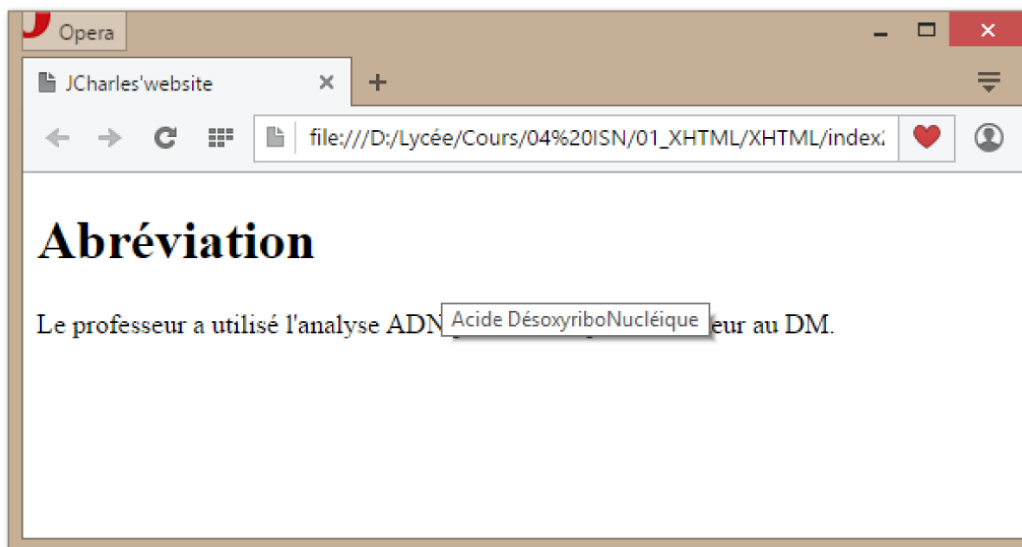 Opera
JCharles'website
file:///D:/Lycée/Cours/04%20ISN/01_XHTML/XHTML/index
Abréviation
Le professeur a utilisé l'analyse ADN eur au DM.
Acide DésoxyriboNucléique